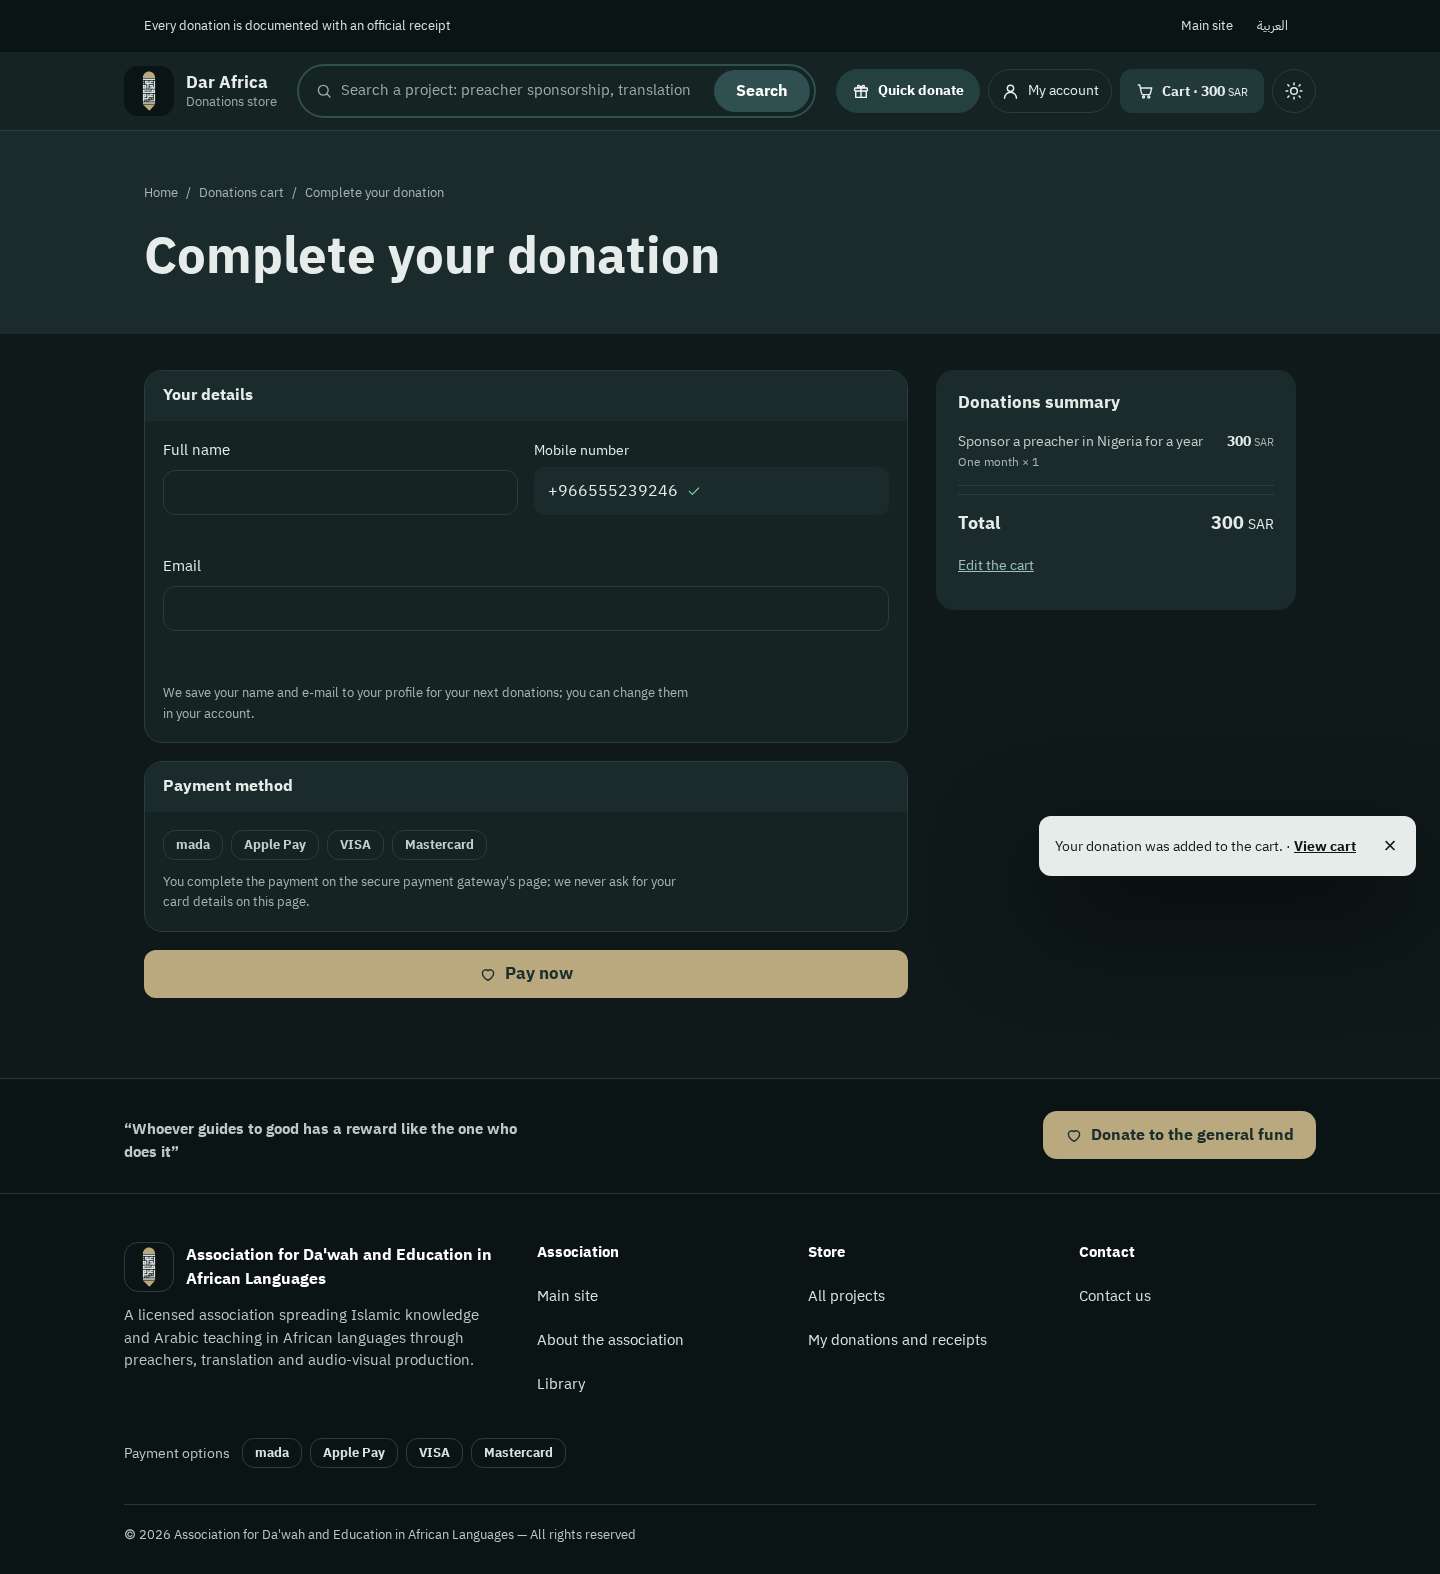 Every donation is documented with an official receipt
Main site
العربية
Dar Africa
Donations store
Search a project: preacher sponsorship, translation
Search
Quick donate
My account
Cart · 300 SAR
Home / Donations cart / Complete your donation
Complete your donation
Your details
Full name
Mobile number
+966555239246
Email
We save your name and e-mail to your profile for your next donations; you can change them
in your account.
Payment method
mada
Apple Pay
VISA
Mastercard
You complete the payment on the secure payment gateway's page; we never ask for your
card details on this page.
Pay now
Donations summary
Sponsor a preacher in Nigeria for a year 300 SAR
One month × 1
Total 300 SAR
Edit the cart
Your donation was added to the cart. · View cart
“Whoever guides to good has a reward like the one who
does it”
Donate to the general fund
Association for Da'wah and Education in
African Languages
A licensed association spreading Islamic knowledge
and Arabic teaching in African languages through
preachers, translation and audio-visual production.
Association
Main site
About the association
Library
Store
All projects
My donations and receipts
Contact
Contact us
Payment options
mada
Apple Pay
VISA
Mastercard
© 2026 Association for Da'wah and Education in African Languages — All rights reserved